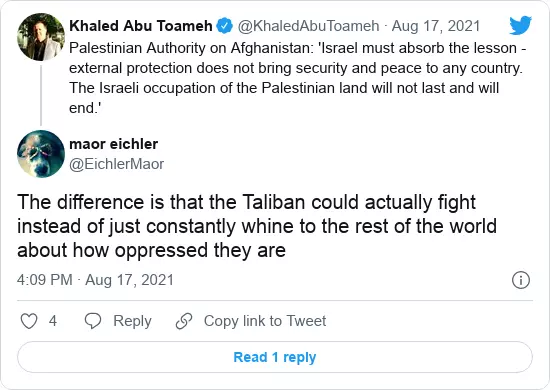 Khaled Abu Toameh @KhaledAbuToameh · Aug 17, 2021
Palestinian Authority on Afghanistan: 'Israel must absorb the lesson -
external protection does not bring security and peace to any country.
The Israeli occupation of the Palestinian land will not last and will
end.'
maor eichler
@EichlerMaor
The difference is that the Taliban could actually fight
instead of just constantly whine to the rest of the world
about how oppressed they are
4:09 PM · Aug 17, 2021
4 Reply Copy link to Tweet
Read 1 reply